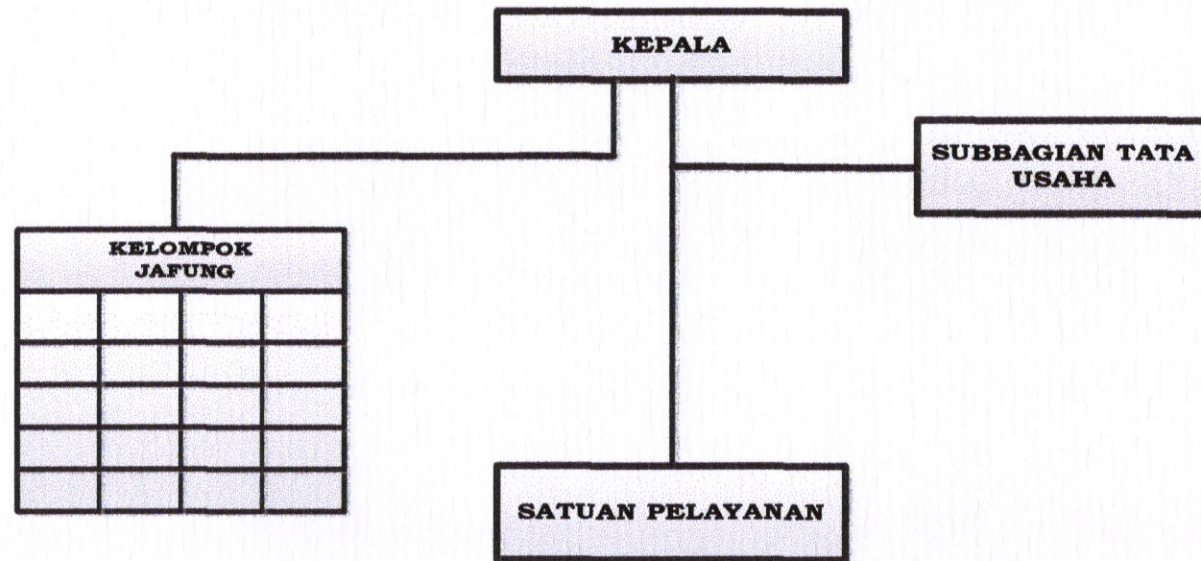 KEPALA
SUBBAGIAN TATA
USAHA
KELOMPOK
JAFUNG
SATUAN PELAYANAN